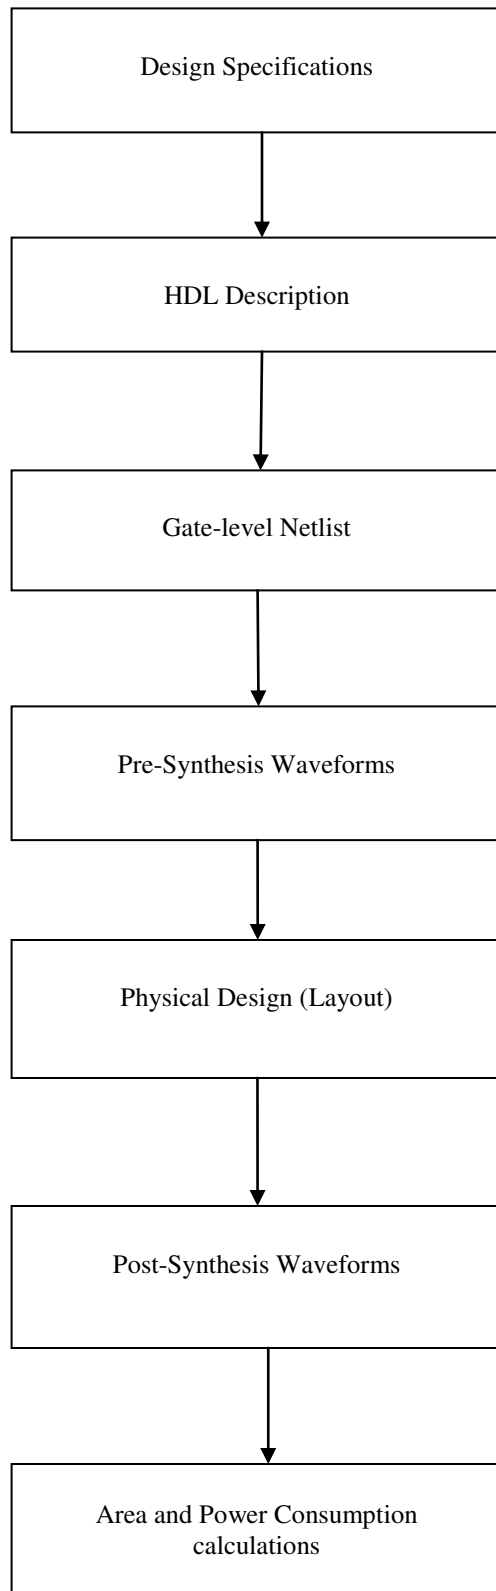 Design Specifications
HDL Description
Gate-level Netlist
Pre-Synthesis Waveforms
Physical Design (Layout)
Post-Synthesis Waveforms
Area and Power Consumption
calculations